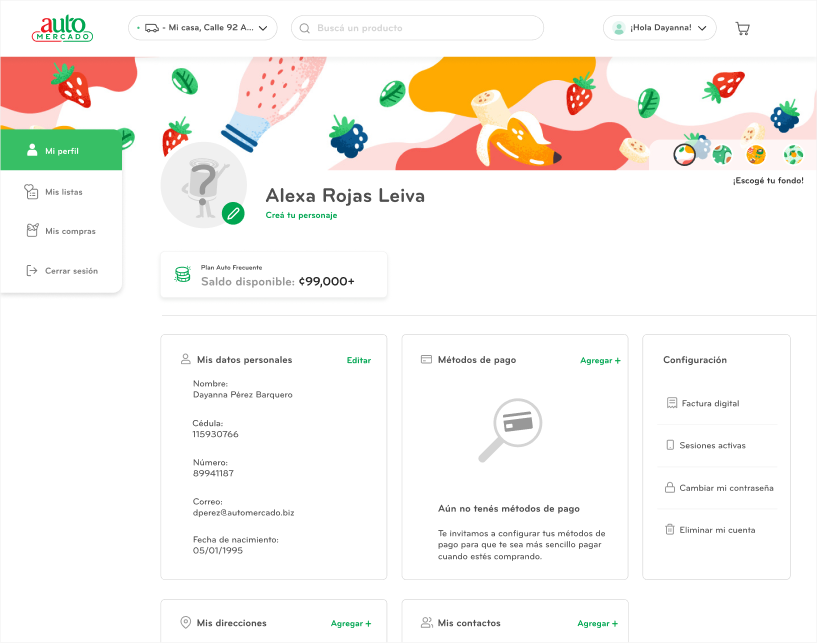 auto
MERCADO
- Mi casa, Calle 92 A...
Buscá un producto
¡Hola Dayanna!
Mi perfil
Mis listas
Mis compras
Cerrar sesión
¡Escogé tu fondo!
?
Alexa Rojas Leiva
Creá tu personaje
Plan Auto Frecuente
Saldo disponible: ¢99,000+
Mis datos personales
Editar
Nombre:
Dayanna Pérez Barquero
Cédula:
115930766
Número:
89941187
Correo:
dperez@automercado.biz
Fecha de nacimiento:
05/01/1995
Métodos de pago
Agregar +
Aún no tenés métodos de pago
Te invitamos a configurar tus métodos de
pago para que te sea más sencillo pagar
cuando estés comprando.
Configuración
Factura digital
Sesiones activas
Cambiar mi contraseña
Eliminar mi cuenta
Mis direcciones
Agregar +
Mis contactos
Agregar +